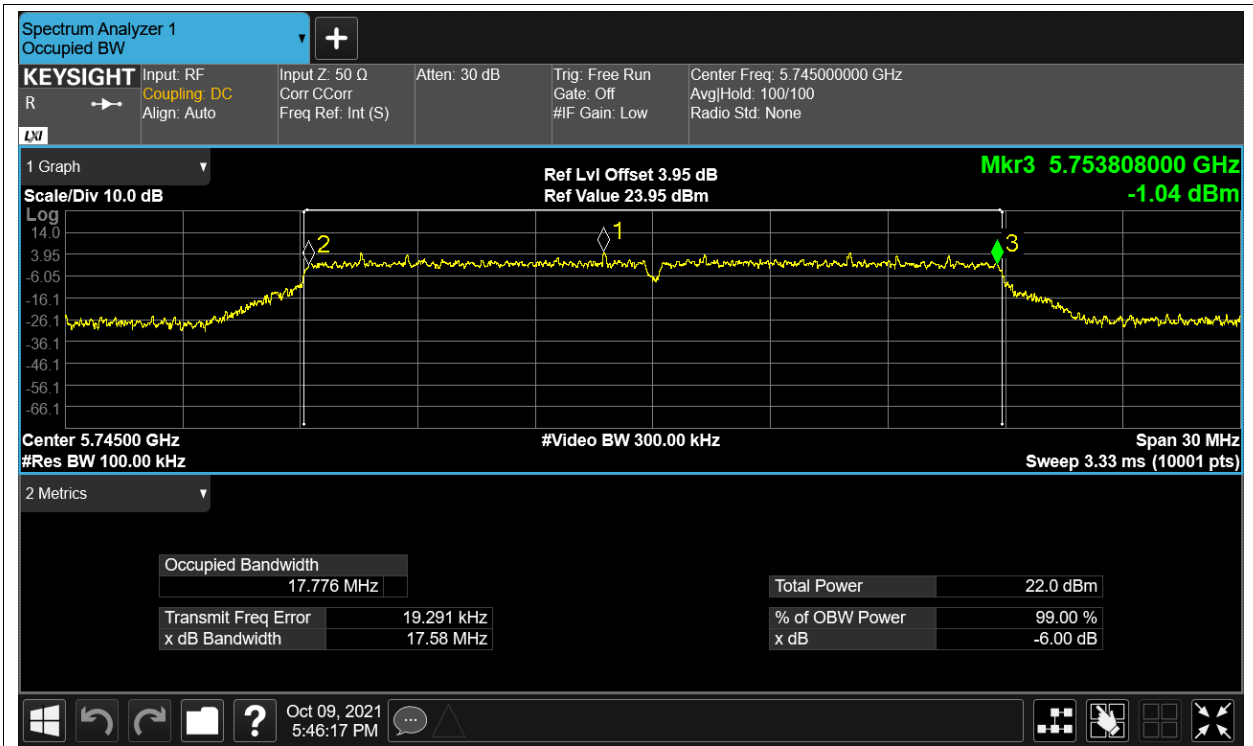 Spectrum Analyzer 1
Occupied BW
KEYSIGHT
R
LXI
Input: RF
Coupling: DC
Align: Auto
Input Z: 50 Ω
Corr CCorr
Freq Ref: Int (S)
Atten: 30 dB
Trig: Free Run
Gate: Off
#IF Gain: Low
Center Freq: 5.745000000 GHz
Avg|Hold: 100/100
Radio Std: None
1 Graph
Scale/Div 10.0 dB
Ref Lvl Offset 3.95 dB
Ref Value 23.95 dBm
Mkr3 5.753808000 GHz
-1.04 dBm
Log
14.0
3.95
-6.05
-16.1
-26.1
-36.1
-46.1
-56.1
-66.1
2
1
3
Center 5.74500 GHz
#Video BW 300.00 kHz
Span 30 MHz
#Res BW 100.00 kHz
Sweep 3.33 ms (10001 pts)
2 Metrics
Occupied Bandwidth
17.776 MHz
Transmit Freq Error 19.291 kHz
x dB Bandwidth 17.58 MHz
Total Power 22.0 dBm
% of OBW Power 99.00 %
x dB -6.00 dB
?
Oct 09, 2021
5:46:17 PM